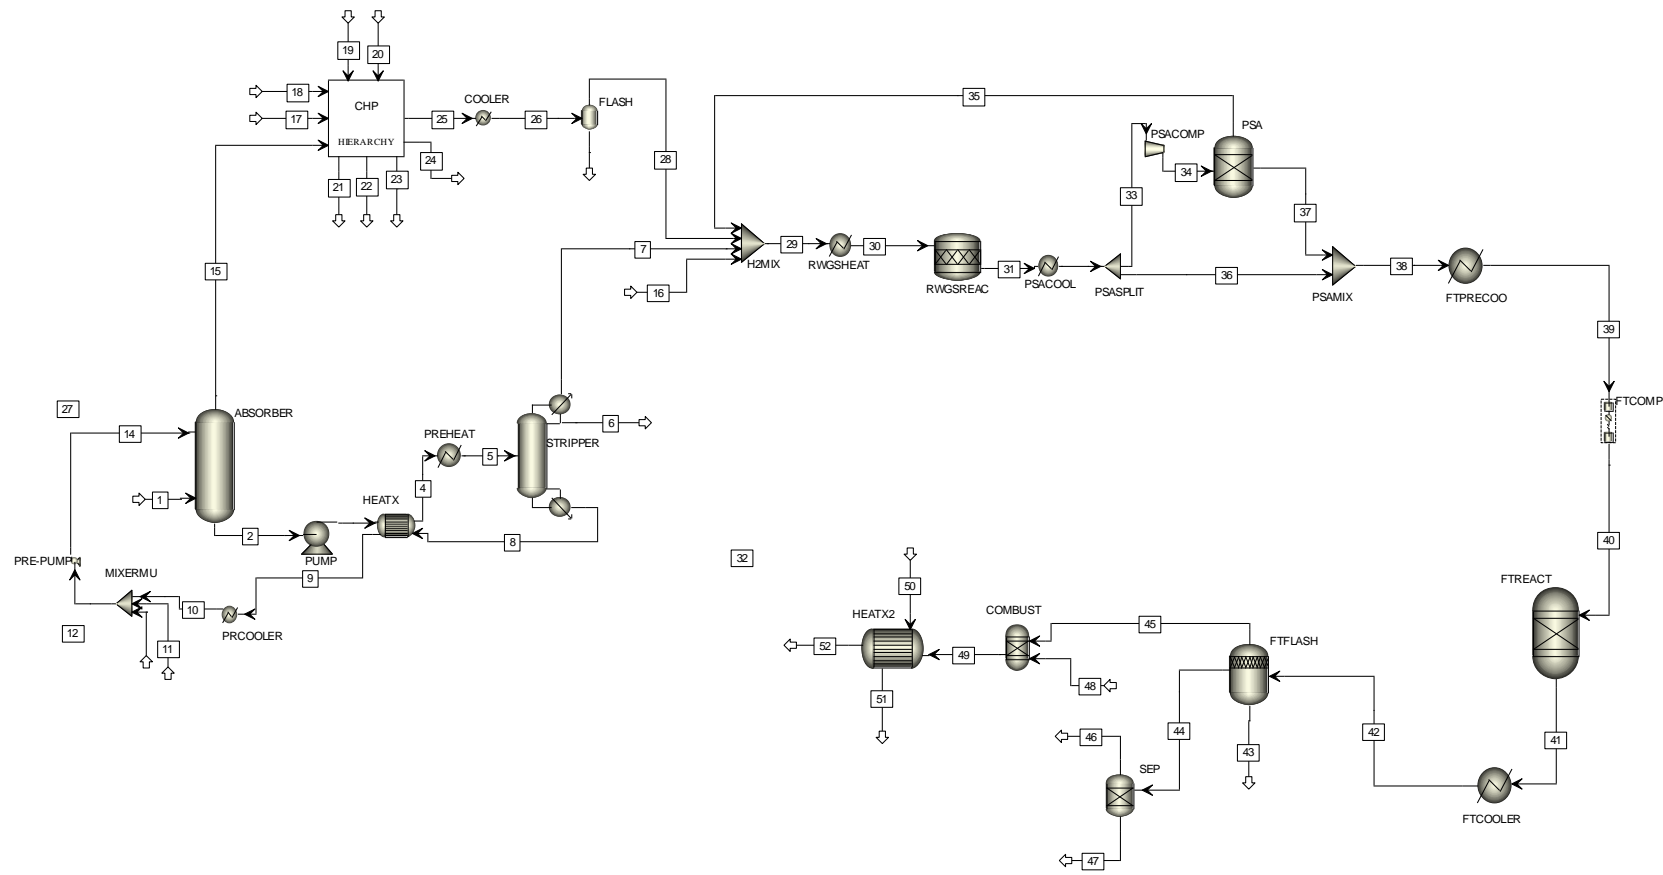 19
20
18
CHP
17
HIERARCHY
25
COOLER
26
FLASH
24
21
22
23
28
35
PSACOMP
PSA
34
33
37
15
7
H2MIX
29
RWGSHEAT
30
RWGSREAC
31
PSACOOL
PSASPLIT
36
PSAMIX
38
FTPRECOO
16
39
FTCOMP
27
14
ABSORBER
1
2
PUMP
HEATX
PREHEAT
4
5
STRIPPER
6
8
9
PRE-PUMP
MIXERMU
10
PRCOOLER
12
11
32
40
FTREACT
50
HEATX2
COMBUST
45
FTFLASH
52
49
48
51
44
42
41
46
43
SEP
FTCOOLER
47